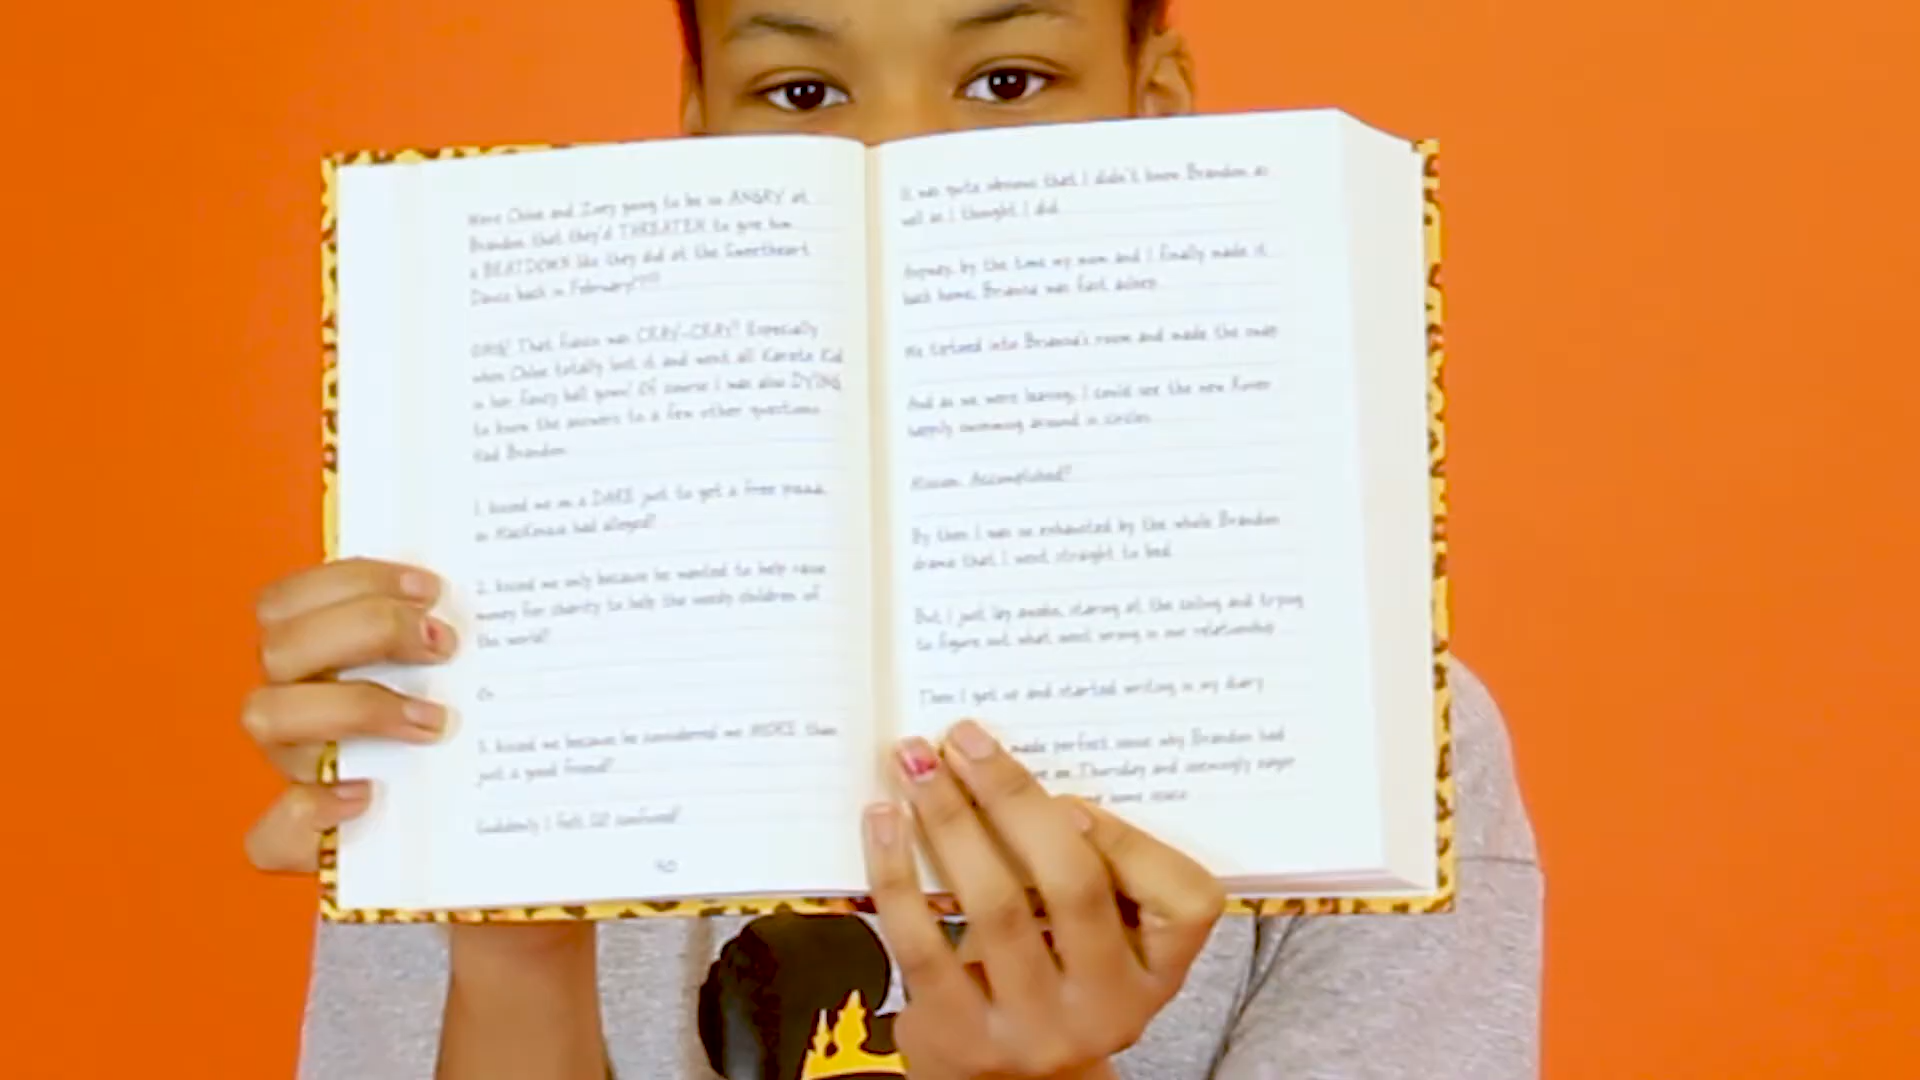 Were Chloe and Zoey going to be so ANGRY at
Brandon that they'd THREATEN to give him
a BEATDOWN like they did at the Sweetheart
Dance back in February?!!!
OMG! That fiasco was CRAY-CRAY! Especially
when Chloe totally lost it and went all Karate Kid
in her fancy ball gown! Of course I was also DYING
to know the answers to a few other questions.
Had Brandon:
1. kissed me on a DARE just to get a free pizza,
as MacKenzie had alleged?
2. kissed me only because he wanted to help raise
money for charity to help the needy children of
the world?
Or
3. kissed me because he considered me MORE than
just a good friend?
Suddenly I felt SO confused!
40
It was quite obvious that I didn't know Brandon as
well as I thought I did.
Anyway, by the time my mom and I finally made it
back home, Brianna was fast asleep.
We tiptoed into Brianna's room and made the swap.
And as we were leaving, I could see the new Rover
happily swimming around in circles.
Mission. Accomplished!
By then I was so exhausted by the whole Brandon
drama that I went straight to bed.
But I just lay awake, staring at the ceiling and trying
to figure out what went wrong in our relationship.
Then I got up and started writing in my diary.
made perfect sense why Brandon had
on Thursday and seemingly